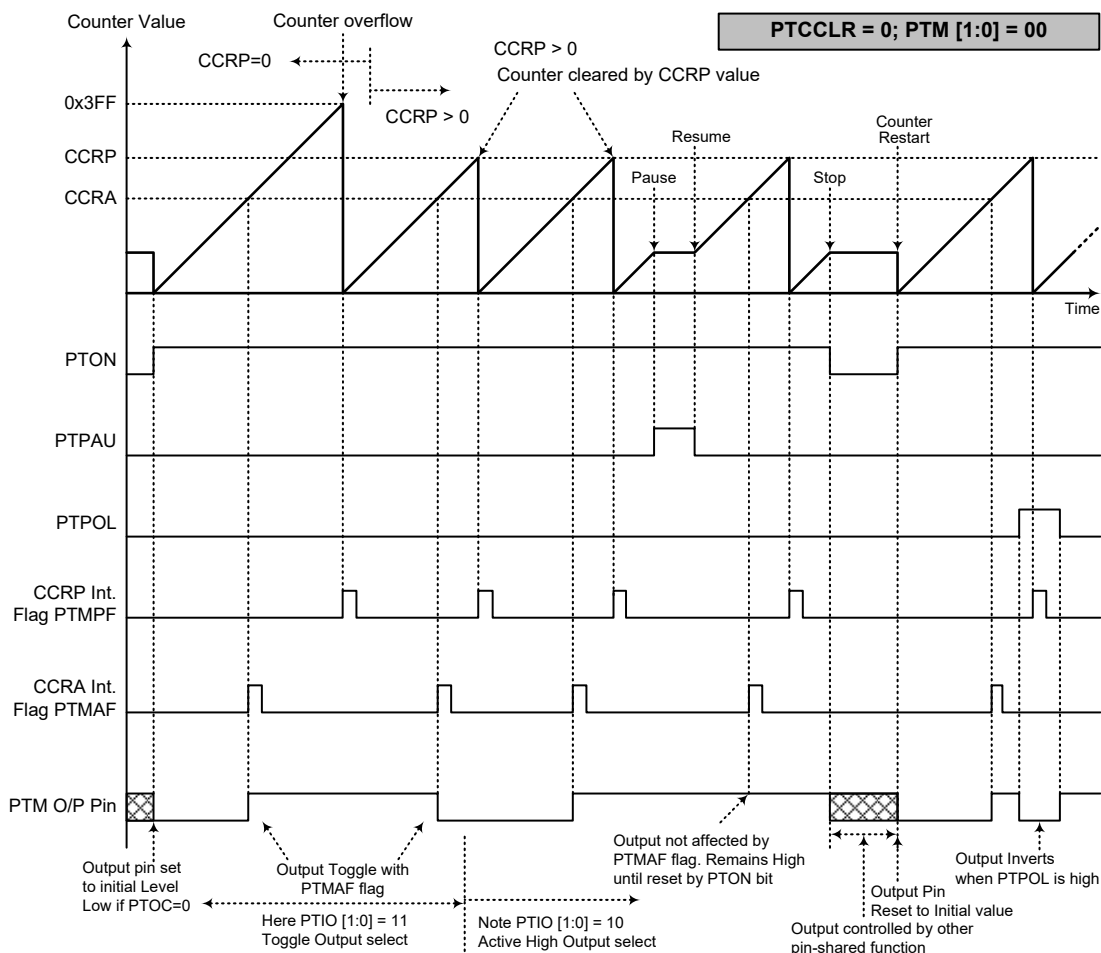 Counter Value
Counter overflow
PTCCLR = 0; PTM [1:0] = 00
CCRP=0
CCRP > 0
CCRP > 0
Counter cleared by CCRP value
0x3FF
CCRP
CCRA
Pause
Resume
Stop
Counter
Restart
Time
PTON
PTPAU
PTPOL
CCRP Int.
Flag PTMPF
CCRA Int.
Flag PTMAF
PTM O/P Pin
Output pin set
to initial Level
Low if PTOC=0
Output Toggle with
PTMAF flag
Here PTIO [1:0] = 11
Toggle Output select
Note PTIO [1:0] = 10
Active High Output select
Output not affected by
PTMAF flag. Remains High
until reset by PTON bit
Output Pin
Reset to Initial value
Output controlled by other
pin-shared function
Output Inverts
when PTPOL is high